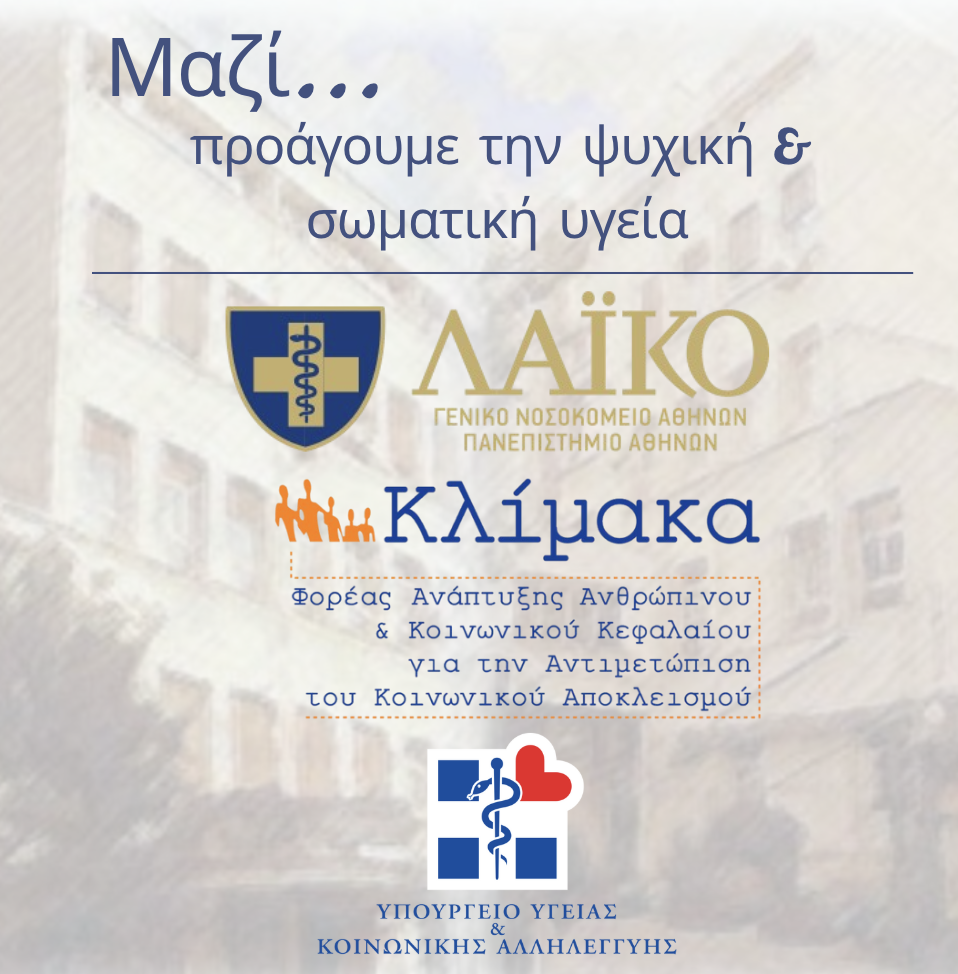 Μαζί...
προάγουμε την ψυχική &
σωματική υγεία
ΛΑΪΚΟ
ΓΕΝΙΚΟ ΝΟΣΟΚΟΜΕΙΟ ΑΘΗΝΩΝ
ΠΑΝΕΠΙΣΤΗΜΙΟ ΑΘΗΝΩΝ
Κλίμακα
Φορέας Ανάπτυξης Ανθρώπινου
& Κοινωνικού Κεφαλαίου
για την Αντιμετώπιση
του Κοινωνικού Αποκλεισμού
ΥΠΟΥΡΓΕΙΟ ΥΓΕΙΑΣ
&
ΚΟΙΝΩΝΙΚΗΣ ΑΛΛΗΛΕΓΓΥΗΣ